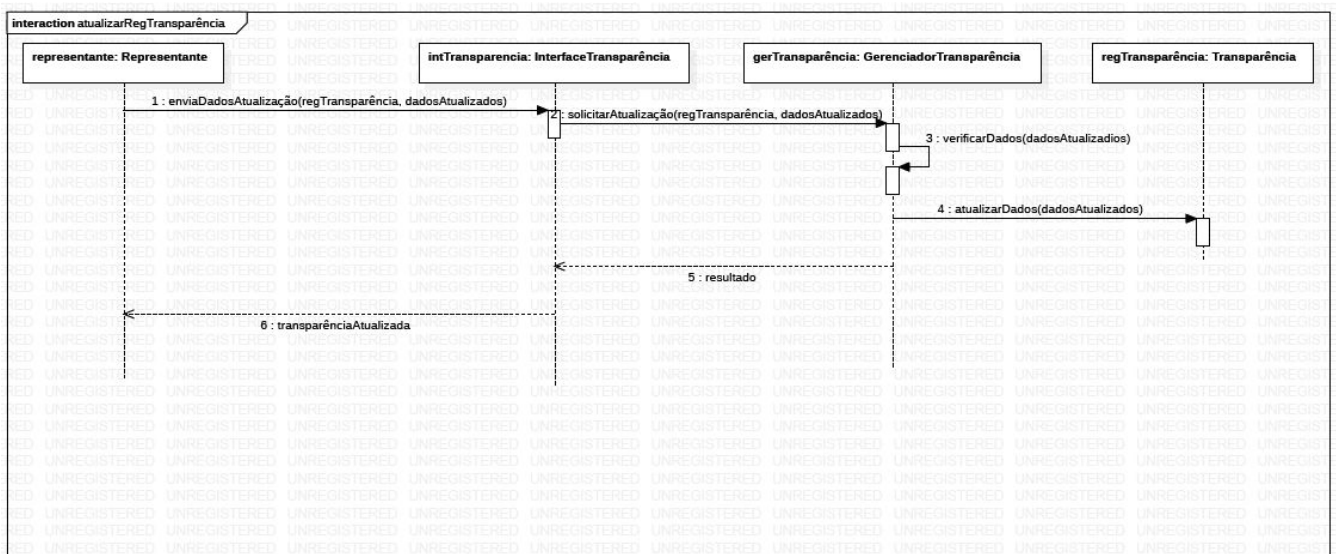 interaction atualizarRegTransparência
representante: Representante
intTransparencia: InterfaceTransparência
gerTransparência: GerenciadorTransparência
regTransparência: Transparência
1 : enviaDadosAtualização(regTransparência, dadosAtualizados)
2 : solicitarAtualização(regTransparência, dadosAtualizados)
3 : verificarDados(dadosAtualizadios)
4 : atualizarDados(dadosAtualizados)
5 : resultado
6 : transparênciaAtualizada
UNREGISTERED